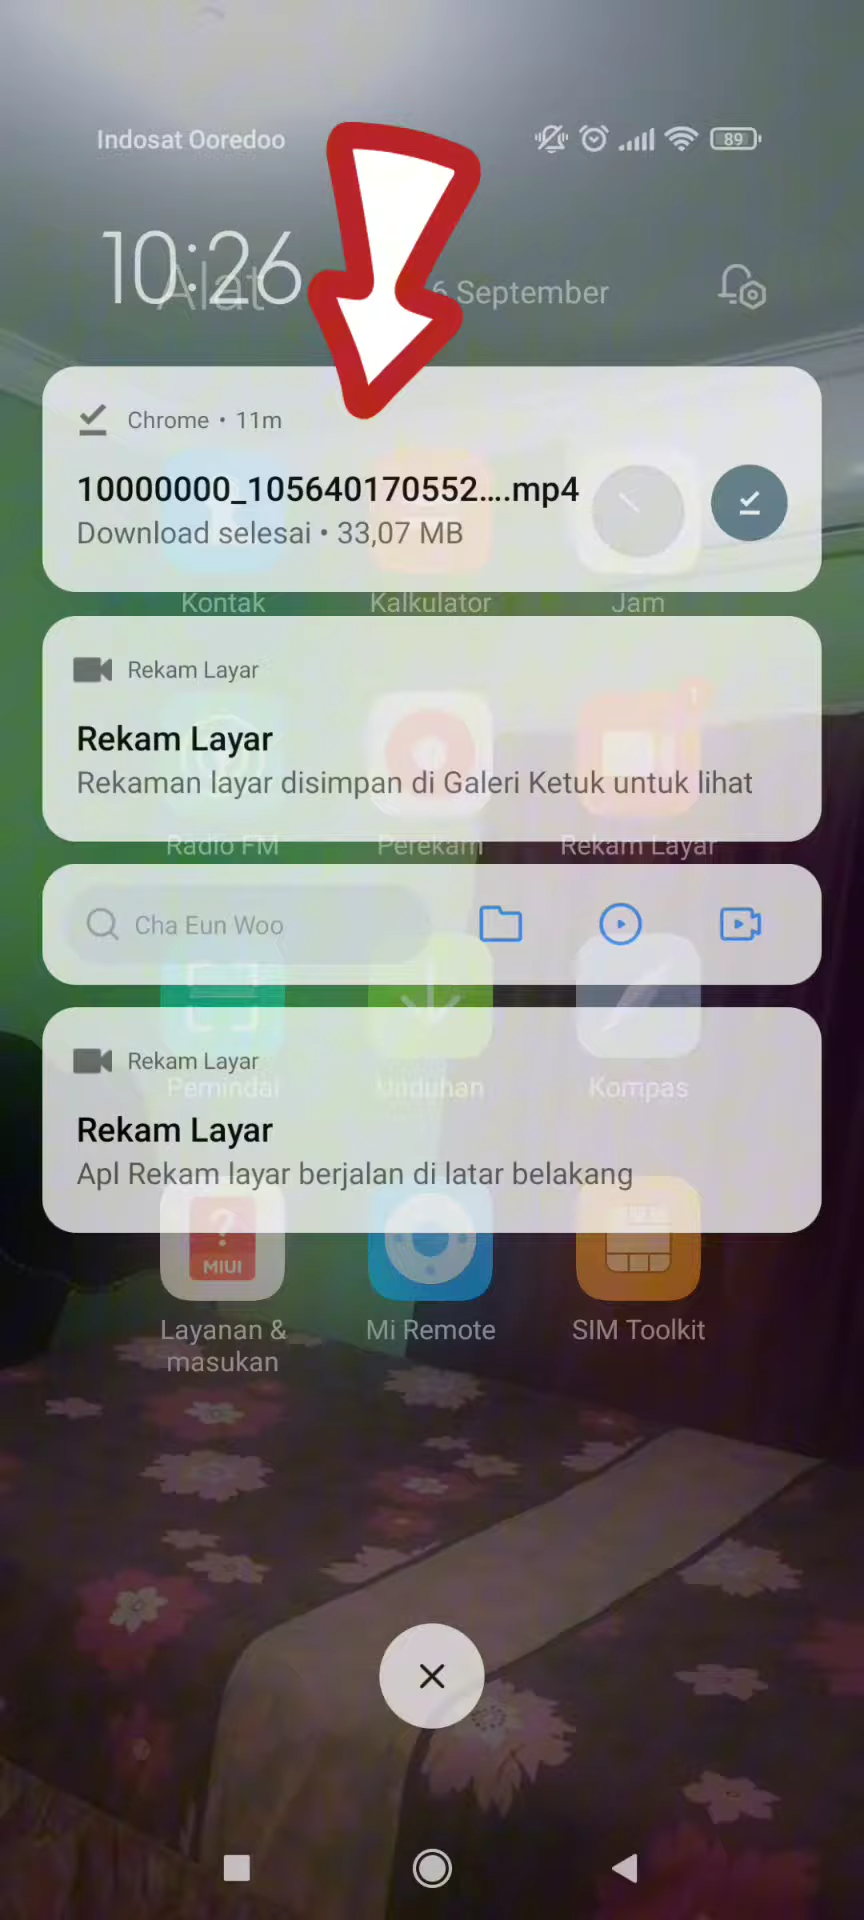 Indosat Ooredoo
89
10:26
Alat
6 September
Chrome • 11m
10000000_105640170552....mp4
Download selesai • 33,07 MB
Kontak
Kalkulator
Jam
Rekam Layar
1
Rekam Layar
Rekaman layar disimpan di Galeri Ketuk untuk lihat
Radio FM
Perekam
Rekam Layar
Cha Eun Woo
Rekam Layar
Pemindai
Unduhan
Kompas
Rekam Layar
Apl Rekam layar berjalan di latar belakang
?
MIUI
Layanan &
masukan
Mi Remote
SIM Toolkit